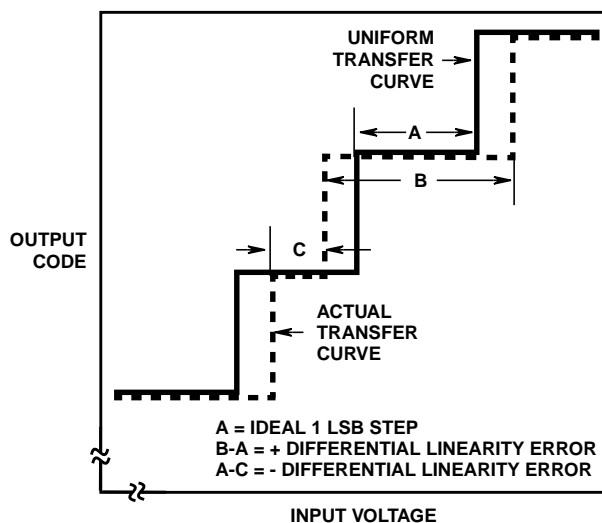 UNIFORM
TRANSFER
CURVE
A
B
OUTPUT
CODE
C
ACTUAL
TRANSFER
CURVE
A = IDEAL 1 LSB STEP
B-A = + DIFFERENTIAL LINEARITY ERROR
A-C = - DIFFERENTIAL LINEARITY ERROR
INPUT VOLTAGE